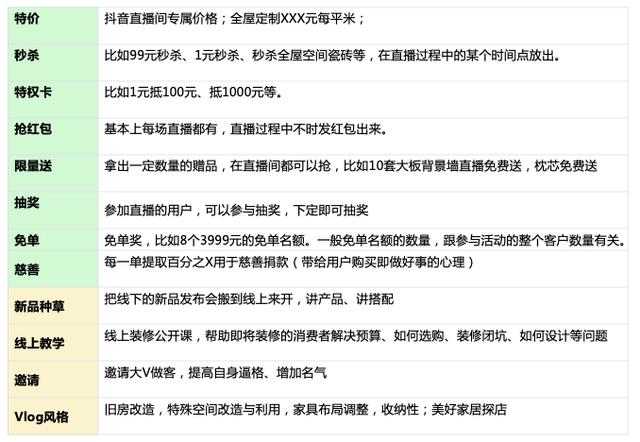 特价 抖音直播间专属价格；全屋定制XXX元每平米；
秒杀 比如99元秒杀、1元秒杀、秒杀全屋空间瓷砖等，在直播过程中的某个时间点放出。
特权卡 比如1元抵100元、抵1000元等。
抢红包 基本上每场直播都有，直播过程中不时发红包出来。
限量送 拿出一定数量的赠品，在直播间都可以抢，比如10套大板背景墙直播免费送，枕芯免费送
抽奖 参加直播的用户，可以参与抽奖，下定即可抽奖
免单 免单奖，比如8个3999元的免单名额。一般免单名额的数量，跟参与活动的整个客户数量有关。
慈善 每一单提取百分之X用于慈善捐款（带给用户购买即做好事的心理）
新品种草 把线下的新品发布会搬到线上来开，讲产品、讲搭配
线上教学 线上装修公开课，帮助即将装修的消费者解决预算、如何选购、装修闭坑、如何设计等问题
邀请 邀请大V做客，提高自身逼格、增加名气
Vlog风格 旧房改造，特殊空间改造与利用，家具布局调整，收纳性；美好家居探店